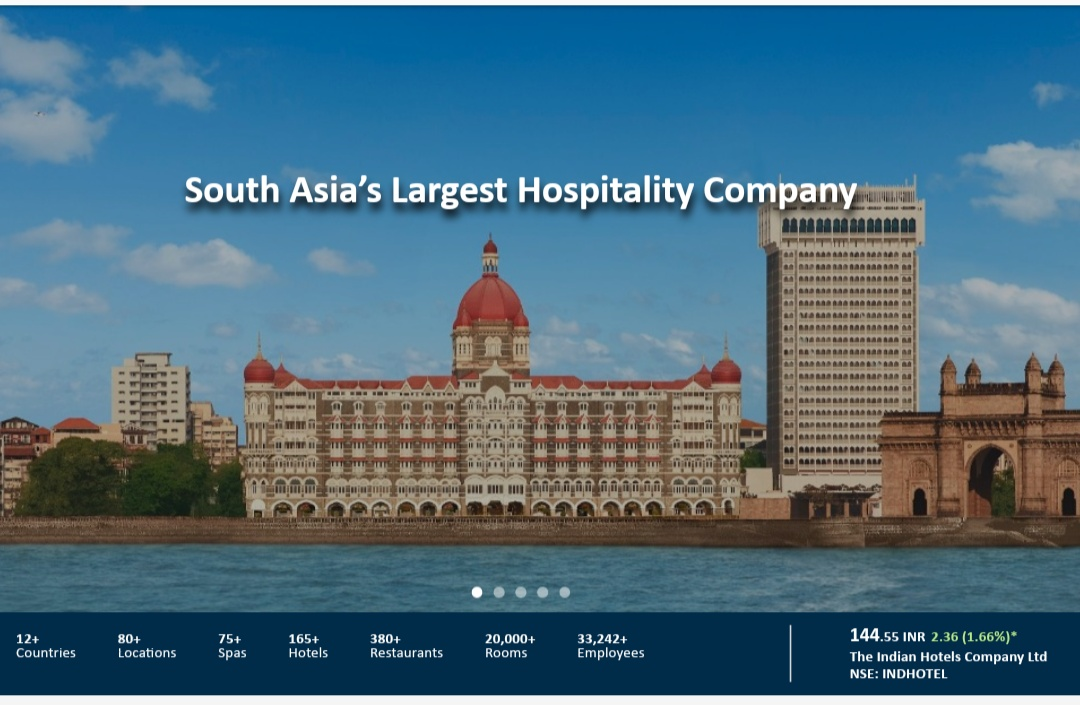 South Asia’s Largest Hospitality Company
12+
Countries
80+
Locations
75+
Spas
165+
Hotels
380+
Restaurants
20,000+
Rooms
33,242+
Employees
144.55 INR 2.36 (1.66%)*
The Indian Hotels Company Ltd
NSE: INDHOTEL